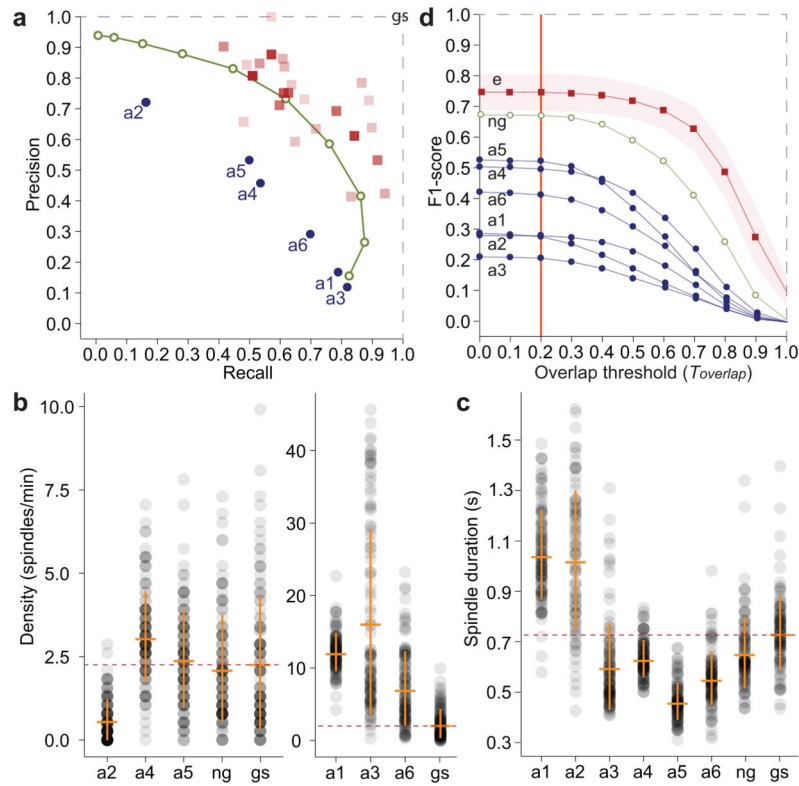 a
gs
1.0
0.9
0.8
0.7
0.6
0.5
0.4
0.3
0.2
0.1
0.0
Precision
a2
a5
a4
a6
a1
a3
0.0 0.1 0.2 0.3 0.4 0.5 0.6 0.7 0.8 0.9 1.0
Recall
d
1.0
0.9
0.8
0.7
0.6
0.5
0.4
0.3
0.2
0.1
0.0
F1-score
e
ng
a5
a4
a6
a1
a2
a3
0.0 0.1 0.2 0.3 0.4 0.5 0.6 0.7 0.8 0.9 1.0
Overlap threshold (Toverlap)
b
10.0
7.5
5.0
2.5
0.0
Density (spindles/min)
a2 a4 a5 ng gs
40
30
20
10
0
a1 a3 a6 gs
c
1.5
1.3
1.1
0.9
0.7
0.5
0.3
Spindle duration (s)
a1 a2 a3 a4 a5 a6 ng gs